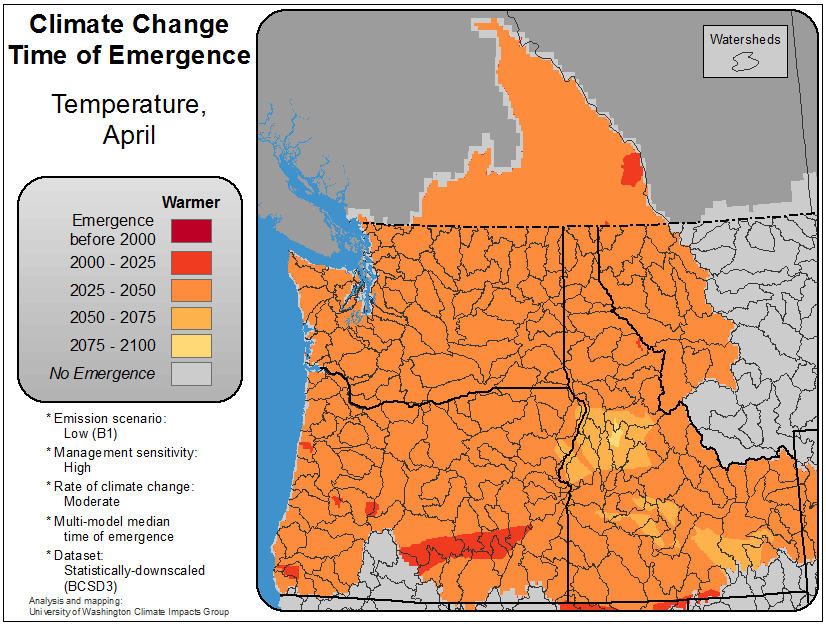 Climate Change
Time of Emergence
Temperature,
April
Warmer
Emergence
before 2000
2000 - 2025
2025 - 2050
2050 - 2075
2075 - 2100
No Emergence
* Emission scenario:
Low (B1)
* Management sensitivity:
High
* Rate of climate change:
Moderate
* Multi-model median
time of emergence
* Dataset:
Statistically-downscaled
(BCSD3)
Analysis and mapping:
University of Washington Climate Impacts Group
Watersheds